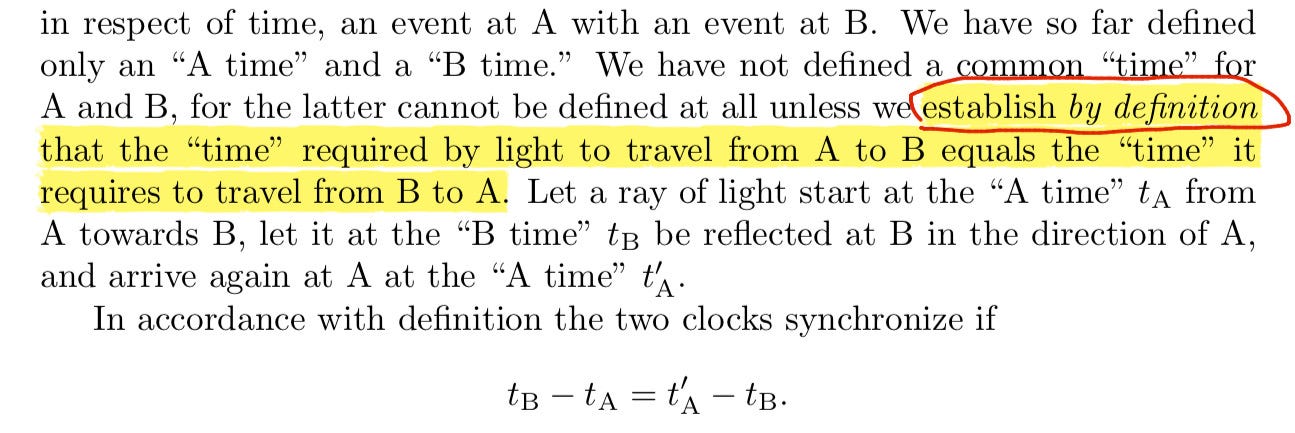 in respect of time, an event at A with an event at B. We have so far defined
only an “A time” and a “B time.” We have not defined a common “time” for
A and B, for the latter cannot be defined at all unless we establish by definition
that the “time” required by light to travel from A to B equals the “time” it
requires to travel from B to A. Let a ray of light start at the “A time” tA from
A towards B, let it at the “B time” tB be reflected at B in the direction of A,
and arrive again at A at the “A time” t′A.
In accordance with definition the two clocks synchronize if
tB − tA = t′A − tB.